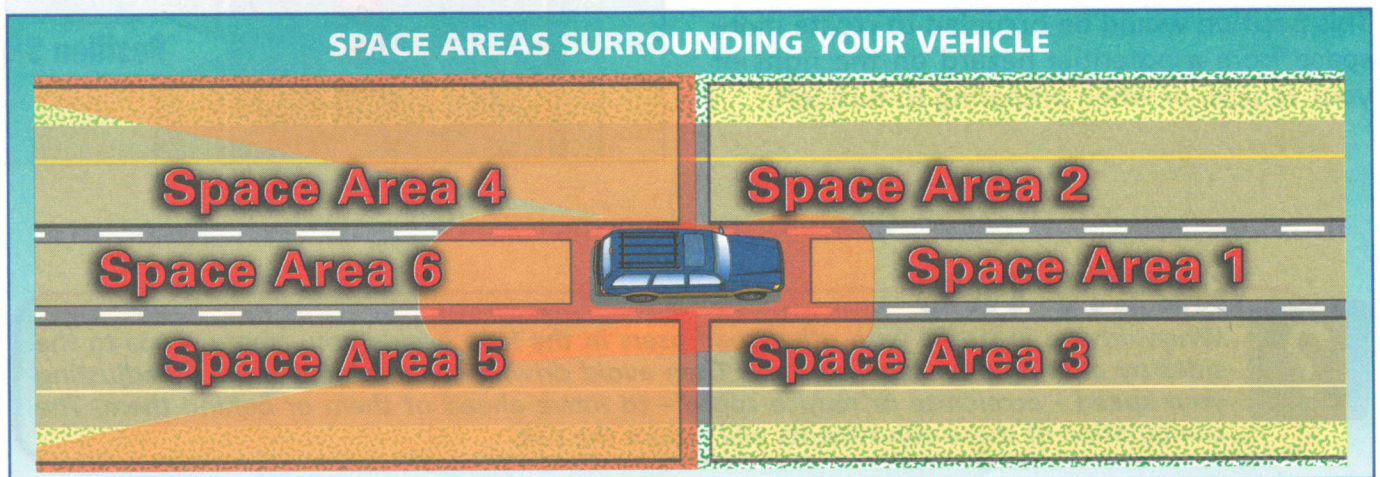 SPACE AREAS SURROUNDING YOUR VEHICLE
Space Area 4 Space Area 2
Space Area 6 Space Area 1
Space Area 5 Space Area 3